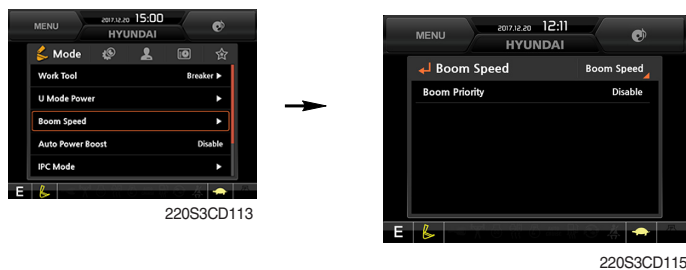 MENU
2017.12.20 15:00
HYUNDAI
Mode
Work Tool Breaker ▶
U Mode Power ▶
Boom Speed ▶
Auto Power Boost Disable
IPC Mode ▶
E
220S3CD113
MENU
2017.12.20 12:11
HYUNDAI
Boom Speed Boom Speed
Boom Priority Disable
E
220S3CD115